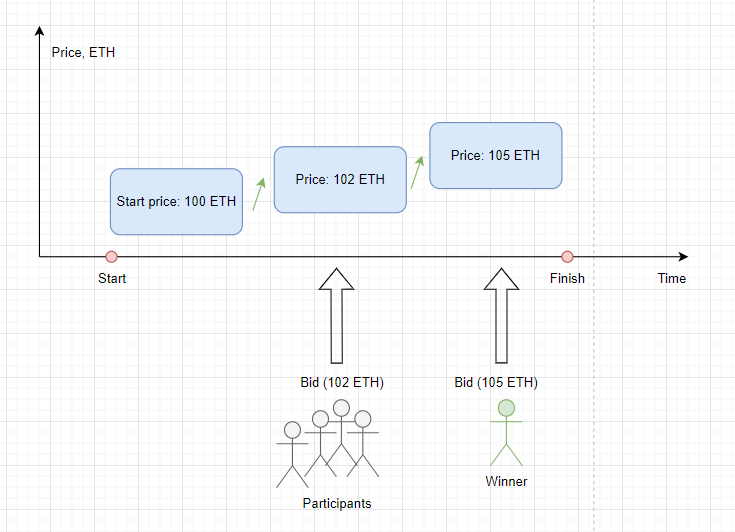 Price, ETH
Start price: 100 ETH
Price: 102 ETH
Price: 105 ETH
Start
Finish
Time
Bid (102 ETH)
Bid (105 ETH)
Participants
Winner